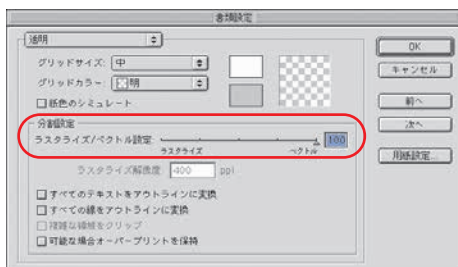 書類設定
透明
OK
グリッドサイズ: 中
キャンセル
グリッドカラー: 明
紙色のシミュレート
前へ
分割設定
次へ
ラスタライズ/ベクトル設定: 100
ラスタライズ ベクトル
用紙設定...
ラスタライズ解像度: 400 ppi
すべてのテキストをアウトラインに変換
すべての線をアウトラインに変換
複雑な領域をクリップ
可能な場合オーバープリントを保持